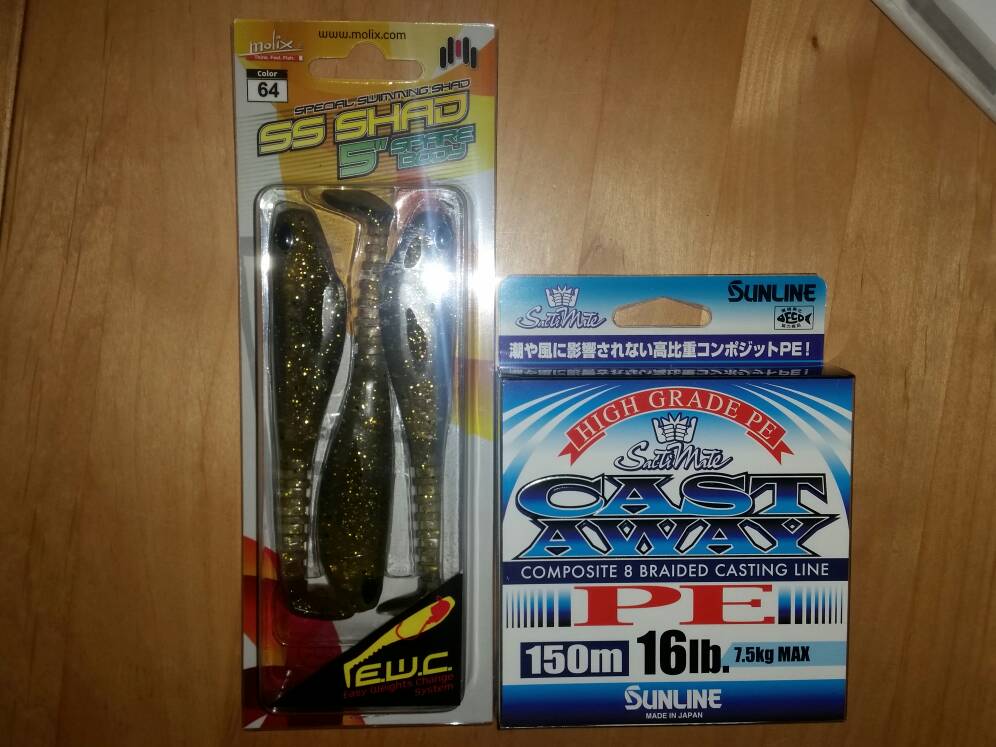 www.molix.com
molix
Think. Feel. Fish.
Color
64
SPECIAL SWIMMING SHAD
SS SHAD
5" SPARE
BODY
E.W.C.
Easy Weights Change
System
SaltiMate
SUNLINE
潮や風に影響されない高比重コンポジットPE!
HIGH GRADE PE
SaltiMate
CAST
AWAY
COMPOSITE 8 BRAIDED CASTING LINE
PE
150m 16lb. 7.5kg MAX
SUNLINE
MADE IN JAPAN